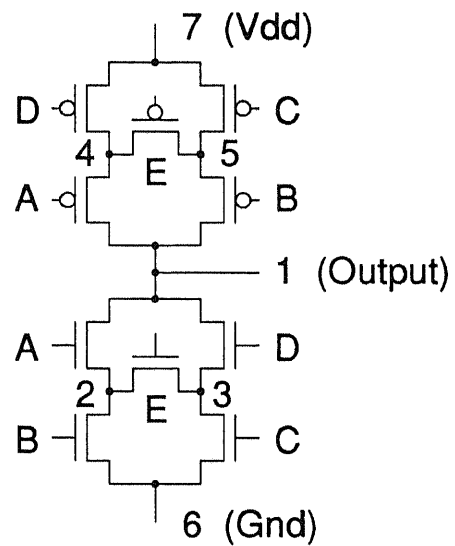 7 (Vdd)
D C
4 5
E
A B
1 (Output)
A D
2 3
E
B C
6 (Gnd)